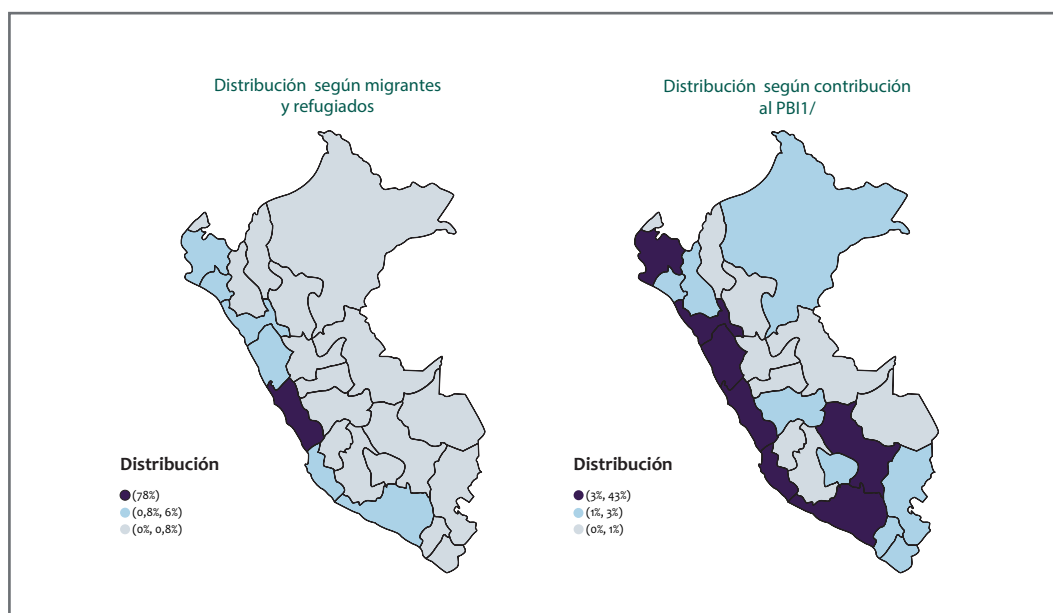 Distribución según migrantes
y refugiados
Distribución
(78%)
(0,8%, 6%)
(0%, 0,8%)
Distribución según contribución
al PBI1/
Distribución
(3%, 43%)
(1%, 3%)
(0%, 1%)